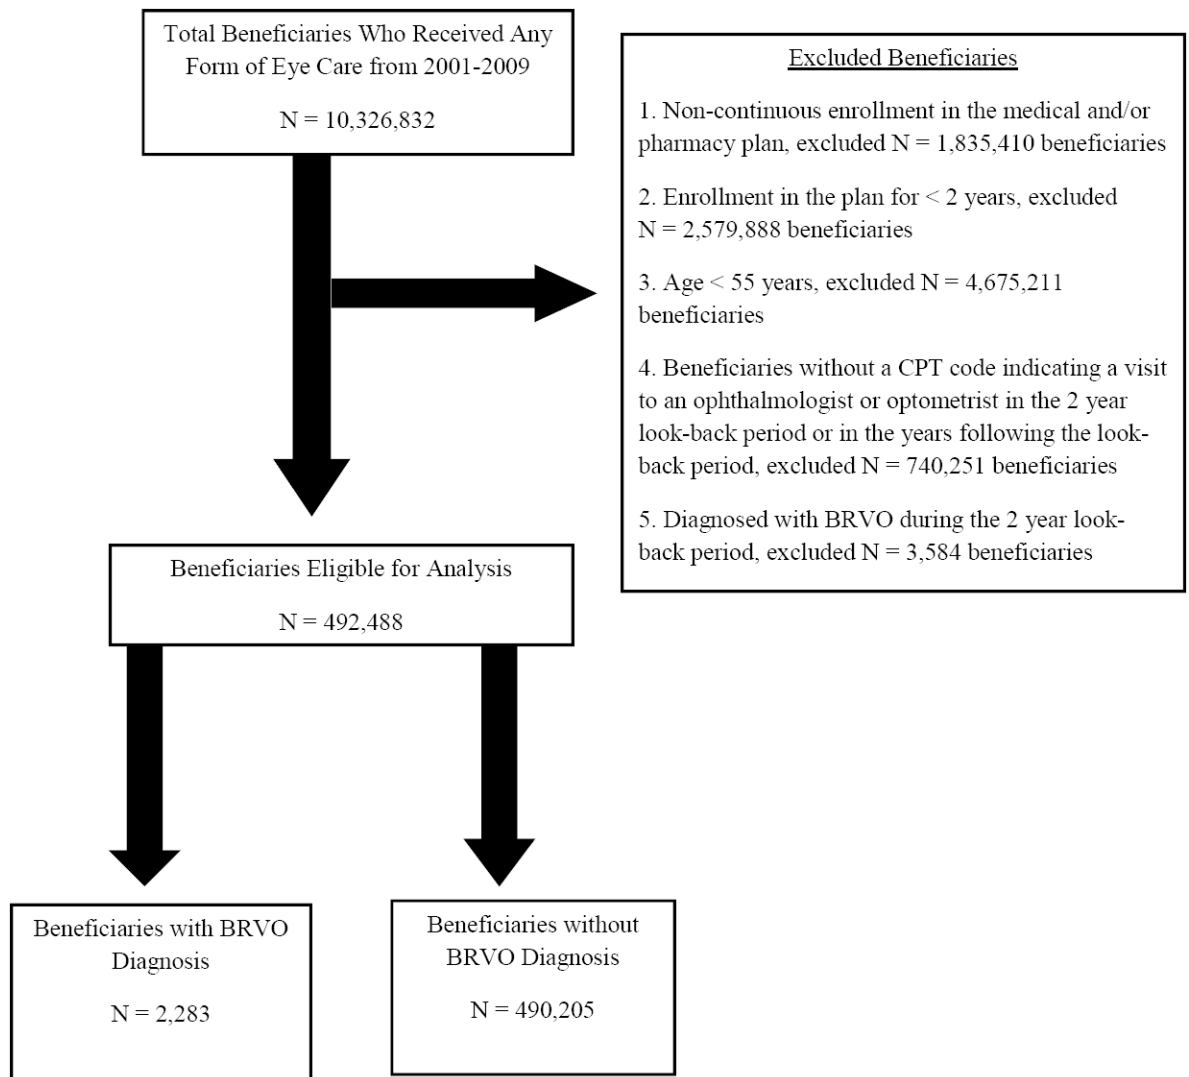 Total Beneficiaries Who Received Any
Form of Eye Care from 2001-2009
N = 10,326,832
Excluded Beneficiaries
1. Non-continuous enrollment in the medical and/or
pharmacy plan, excluded N = 1,835,410 beneficiaries
2. Enrollment in the plan for < 2 years, excluded
N = 2,579,888 beneficiaries
3. Age < 55 years, excluded N = 4,675,211
beneficiaries
4. Beneficiaries without a CPT code indicating a visit
to an ophthalmologist or optometrist in the 2 year
look-back period or in the years following the look-
back period, excluded N = 740,251 beneficiaries
5. Diagnosed with BRVO during the 2 year look-
back period, excluded N = 3,584 beneficiaries
Beneficiaries Eligible for Analysis
N = 492,488
Beneficiaries with BRVO
Diagnosis
N = 2,283
Beneficiaries without
BRVO Diagnosis
N = 490,205